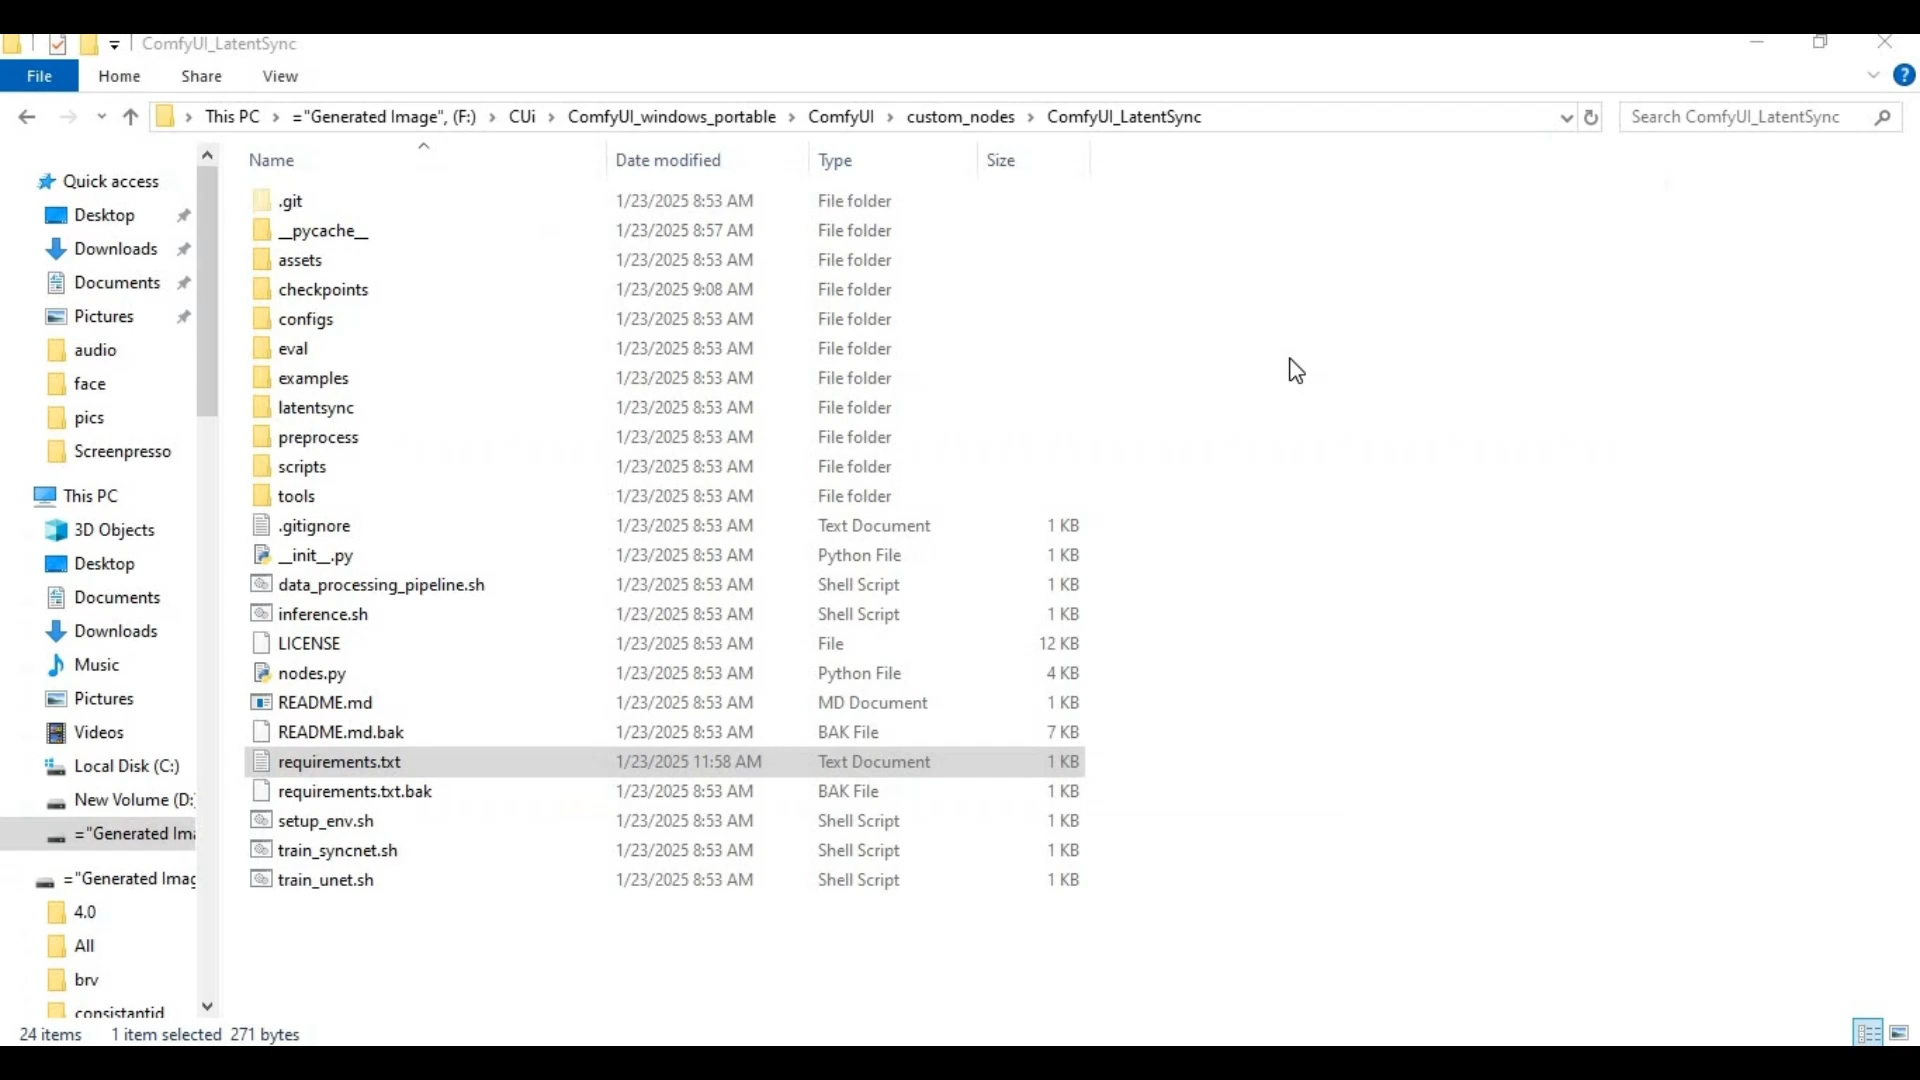 ComfyUI_LatentSync
File Home Share View
This PC ="Generated Image", (F:) CUi ComfyUI_windows_portable ComfyUI custom_nodes ComfyUI_LatentSync
Search ComfyUI_LatentSync
Name Date modified Type Size
Quick access
Desktop
Downloads
Documents
Pictures
audio
face
pics
Screenpresso
This PC
3D Objects
Desktop
Documents
Downloads
Music
Pictures
Videos
Local Disk (C:)
New Volume (D:
="Generated Ima
="Generated Imag
4.0
All
brv
consistantid
.git 1/23/2025 8:53 AM File folder
__pycache__ 1/23/2025 8:57 AM File folder
assets 1/23/2025 8:53 AM File folder
checkpoints 1/23/2025 9:08 AM File folder
configs 1/23/2025 8:53 AM File folder
eval 1/23/2025 8:53 AM File folder
examples 1/23/2025 8:53 AM File folder
latentsync 1/23/2025 8:53 AM File folder
preprocess 1/23/2025 8:53 AM File folder
scripts 1/23/2025 8:53 AM File folder
tools 1/23/2025 8:53 AM File folder
.gitignore 1/23/2025 8:53 AM Text Document 1 KB
__init__.py 1/23/2025 8:53 AM Python File 1 KB
data_processing_pipeline.sh 1/23/2025 8:53 AM Shell Script 1 KB
inference.sh 1/23/2025 8:53 AM Shell Script 1 KB
LICENSE 1/23/2025 8:53 AM File 12 KB
nodes.py 1/23/2025 8:53 AM Python File 4 KB
README.md 1/23/2025 8:53 AM MD Document 1 KB
README.md.bak 1/23/2025 8:53 AM BAK File 7 KB
requirements.txt 1/23/2025 11:58 AM Text Document 1 KB
requirements.txt.bak 1/23/2025 8:53 AM BAK File 1 KB
setup_env.sh 1/23/2025 8:53 AM Shell Script 1 KB
train_syncnet.sh 1/23/2025 8:53 AM Shell Script 1 KB
train_unet.sh 1/23/2025 8:53 AM Shell Script 1 KB
24 items 1 item selected 271 bytes